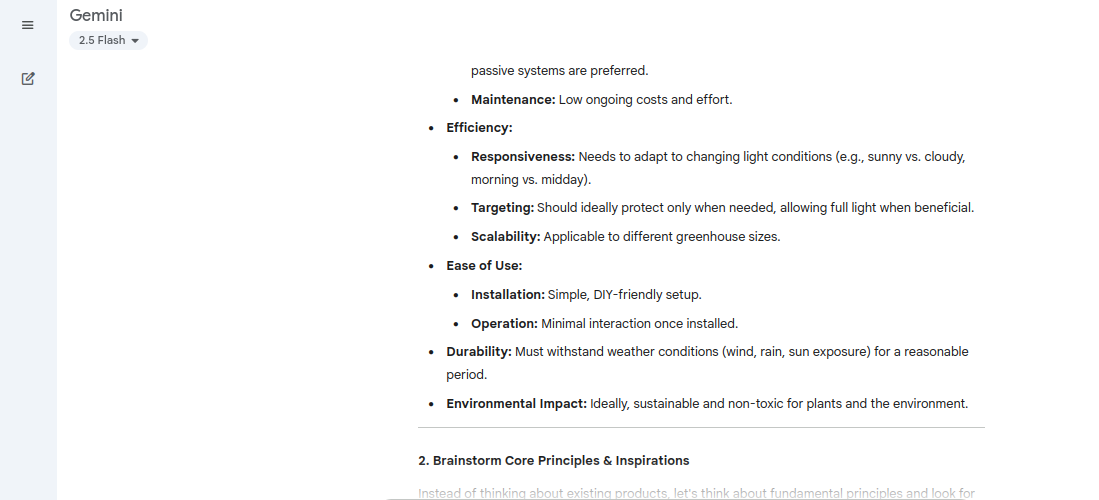 Gemini
2.5 Flash
passive systems are preferred.
• Maintenance: Low ongoing costs and effort.
• Efficiency:
• Responsiveness: Needs to adapt to changing light conditions (e.g., sunny vs. cloudy,
morning vs. midday).
• Targeting: Should ideally protect only when needed, allowing full light when beneficial.
• Scalability: Applicable to different greenhouse sizes.
• Ease of Use:
• Installation: Simple, DIY-friendly setup.
• Operation: Minimal interaction once installed.
• Durability: Must withstand weather conditions (wind, rain, sun exposure) for a reasonable
period.
• Environmental Impact: Ideally, sustainable and non-toxic for plants and the environment.
2. Brainstorm Core Principles & Inspirations
Instead of thinking about existing products, let's think about fundamental principles and look for